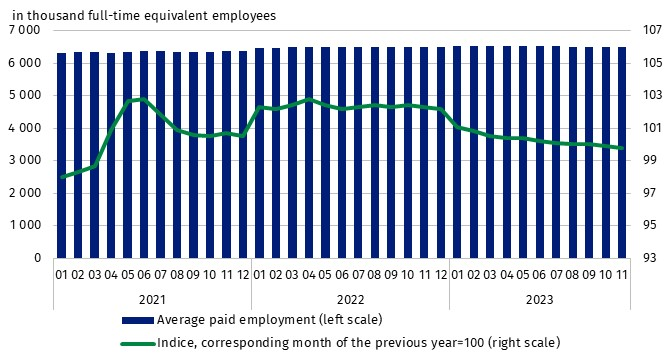 in thousand full-time equivalent employees
7 000 107
6 000 105
5 000 103
4 000 101
3 000 99
2 000 97
1 000 95
0 93
01 02 03 04 05 06 07 08 09 10 11 12 01 02 03 04 05 06 07 08 09 10 11 12 01 02 03 04 05 06 07 08 09 10 11
2021 2022 2023
Average paid employment (left scale)
Indice, corresponding month of the previous year=100 (right scale)